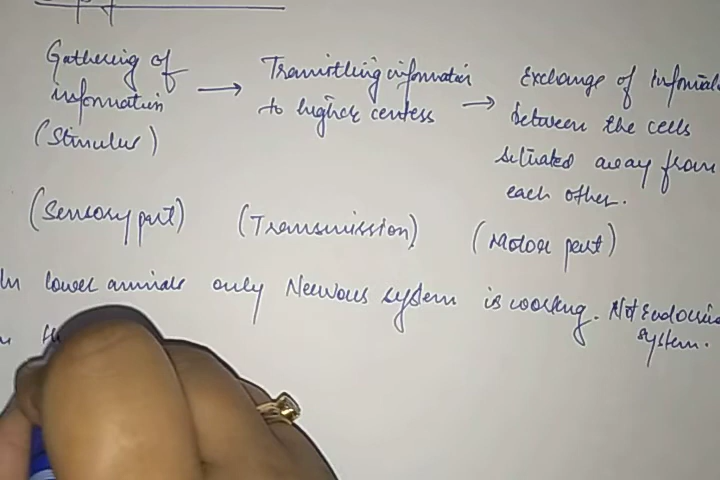 Gathering of
information
(Stimulus)
→ Transmitting information
to higher centers
→ Exchange of informat
between the cells
situated away from
each other.
(Sensory part) (Transmission) (Motor part)
In lower animals only Nervous system is working. Not Endocrine
system.